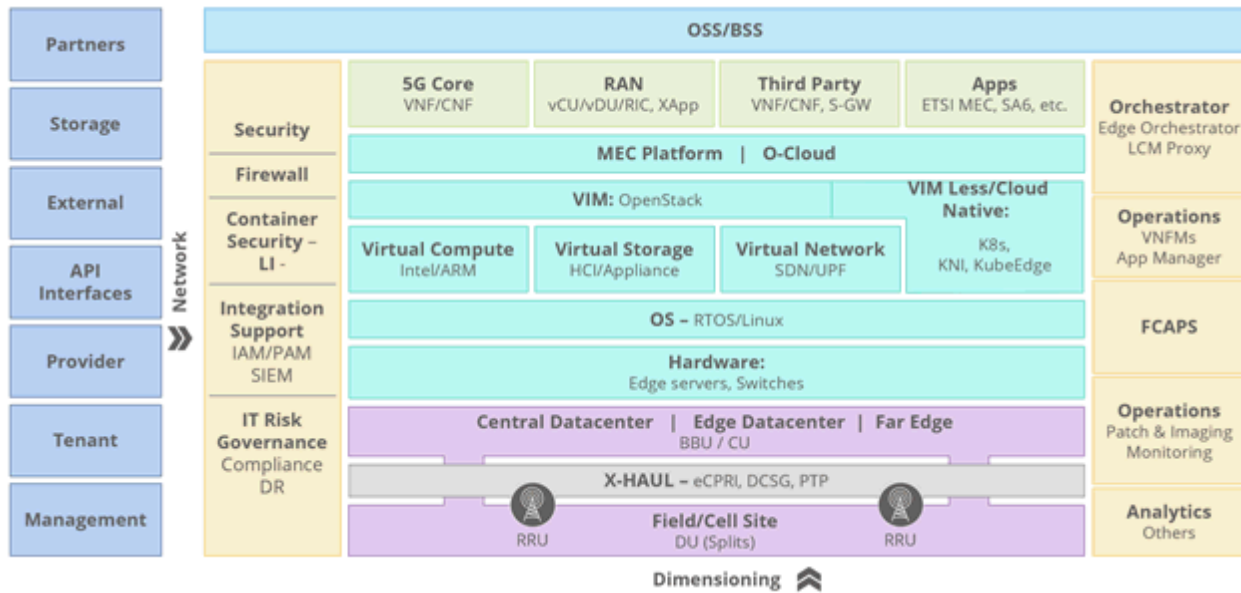 Partners
Storage
External
API
Interfaces
Provider
Tenant
Management
Network
OSS/BSS
Security
Firewall
Container
Security –
LI -
Integration
Support
IAM/PAM
SIEM
IT Risk
Governance
Compliance
DR
5G Core
VNF/CNF
RAN
vCU/vDU/RIC, XApp
Third Party
VNF/CNF, S-GW
Apps
ETSI MEC, SA6, etc.
MEC Platform | O-Cloud
VIM: OpenStack
VIM Less/Cloud
Native:
K8s,
KNI, KubeEdge
Virtual Compute
Intel/ARM
Virtual Storage
HCI/Appliance
Virtual Network
SDN/UPF
OS – RTOS/Linux
Hardware:
Edge servers, Switches
Central Datacenter | Edge Datacenter | Far Edge
BBU / CU
X-HAUL – eCPRI, DCSG, PTP
Field/Cell Site
DU (Splits)
RRU
RRU
Orchestrator
Edge Orchestrator
LCM Proxy
Operations
VNFMs
App Manager
FCAPS
Operations
Patch & Imaging
Monitoring
Analytics
Others
Dimensioning